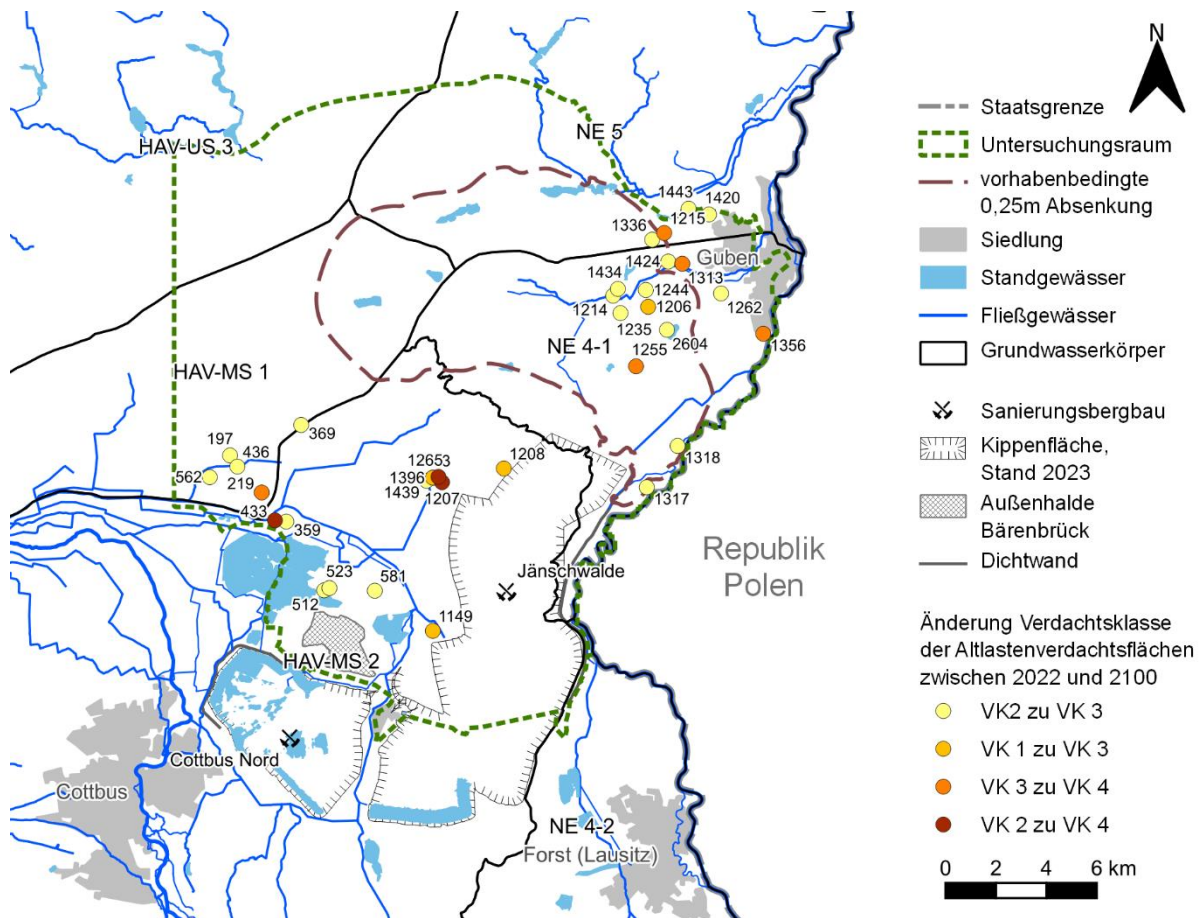 N
HAV-US 3
NE 5
1443
1420
1215
1336
Guben
1424
1434
1313
1244
1214
1206
1262
1235
2604
NE 4-1
1255
1356
HAV-MS 1
369
197
436
1208
12653
1396
562
1439
219
1207
1318
1317
433
359
Republik
Polen
Jänschwalde
523
581
512
1149
HAV-MS 2
Cottbus Nord
Cottbus
NE 4-2
Forst (Lausitz)
Staatsgrenze
Untersuchungsraum
vorhabenbedingte
0,25m Absenkung
Siedlung
Standgewässer
Fließgewässer
Grundwasserkörper
Sanierungsbergbau
Kippenfläche,
Stand 2023
Außenhalde
Bärenbrück
Dichtwand
Änderung Verdachtsklasse
der Altlastenverdachtsflächen
zwischen 2022 und 2100
VK2 zu VK 3
VK 1 zu VK 3
VK 3 zu VK 4
VK 2 zu VK 4
0 2 4 6 km